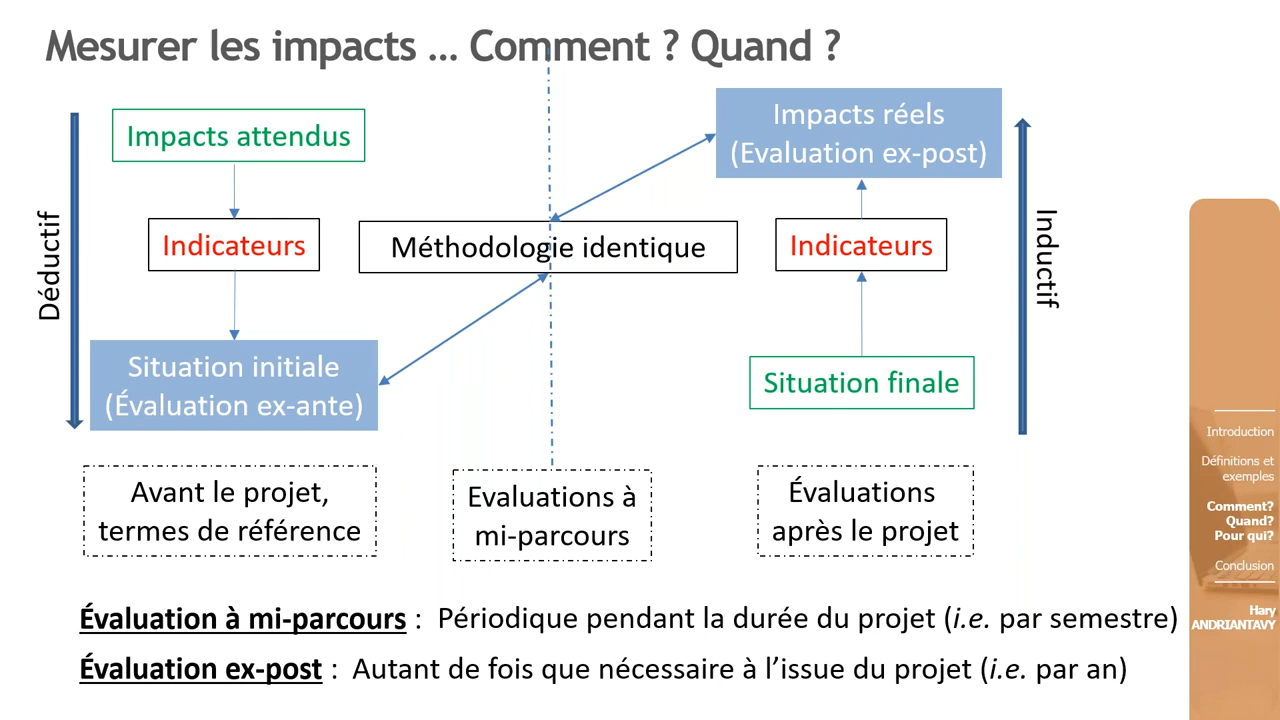 Mesurer les impacts … Comment ? Quand ?
Impacts attendus
Indicateurs
Situation initiale
(Évaluation ex-ante)
Déductif
Méthodologie identique
Impacts réels
(Evaluation ex-post)
Indicateurs
Situation finale
Inductif
Avant le projet,
termes de référence
Evaluations à
mi-parcours
Évaluations
après le projet
Évaluation à mi-parcours : Périodique pendant la durée du projet (i.e. par semestre)
Évaluation ex-post : Autant de fois que nécessaire à l’issue du projet (i.e. par an)
Introduction
Définitions et
exemples
Comment?
Quand?
Pour qui?
Conclusion
Hary
ANDRIANTAVY